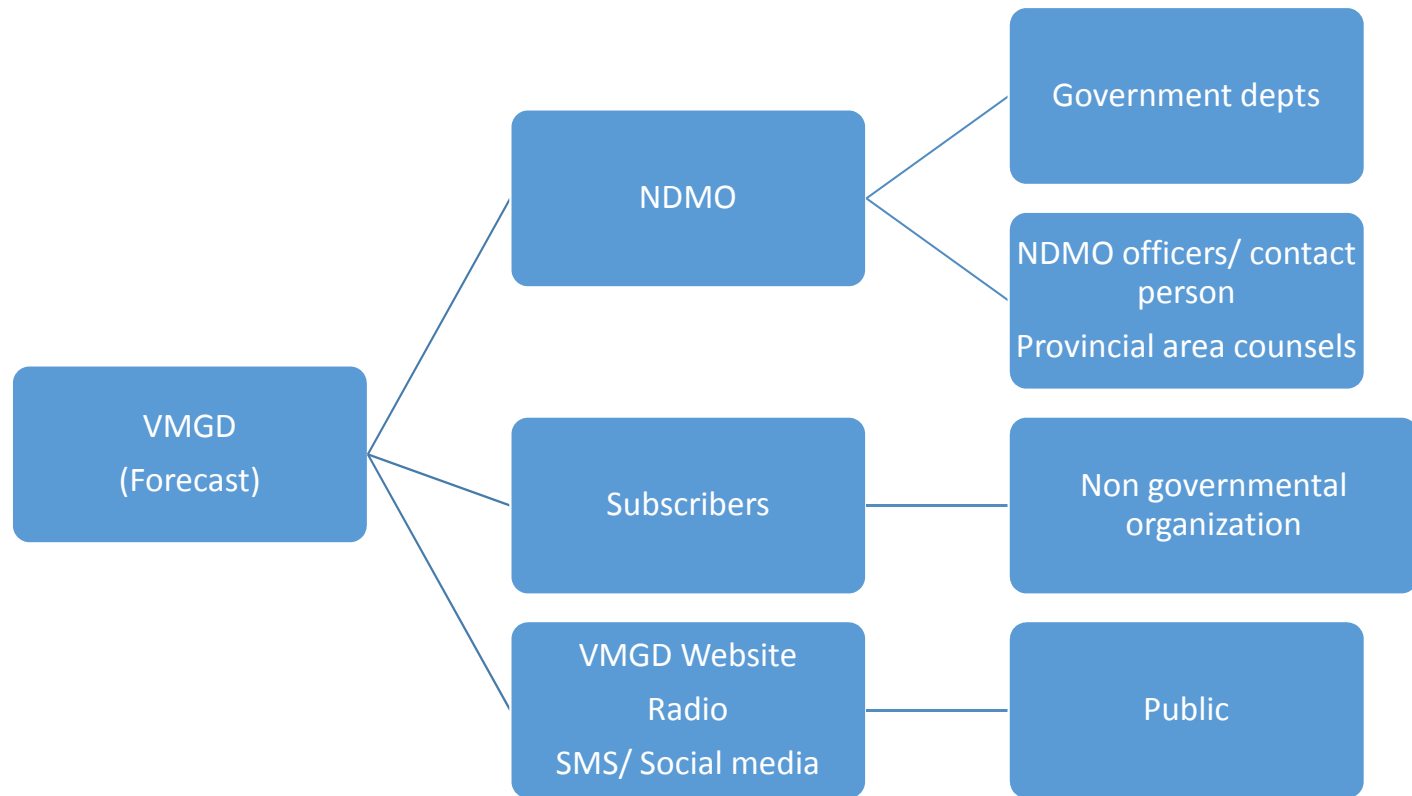 VMGD
(Forecast)
NDMO
Government depts
NDMO officers/ contact
person
Provincial area counsels
Subscribers
Non governmental
organization
VMGD Website
Radio
SMS/ Social media
Public